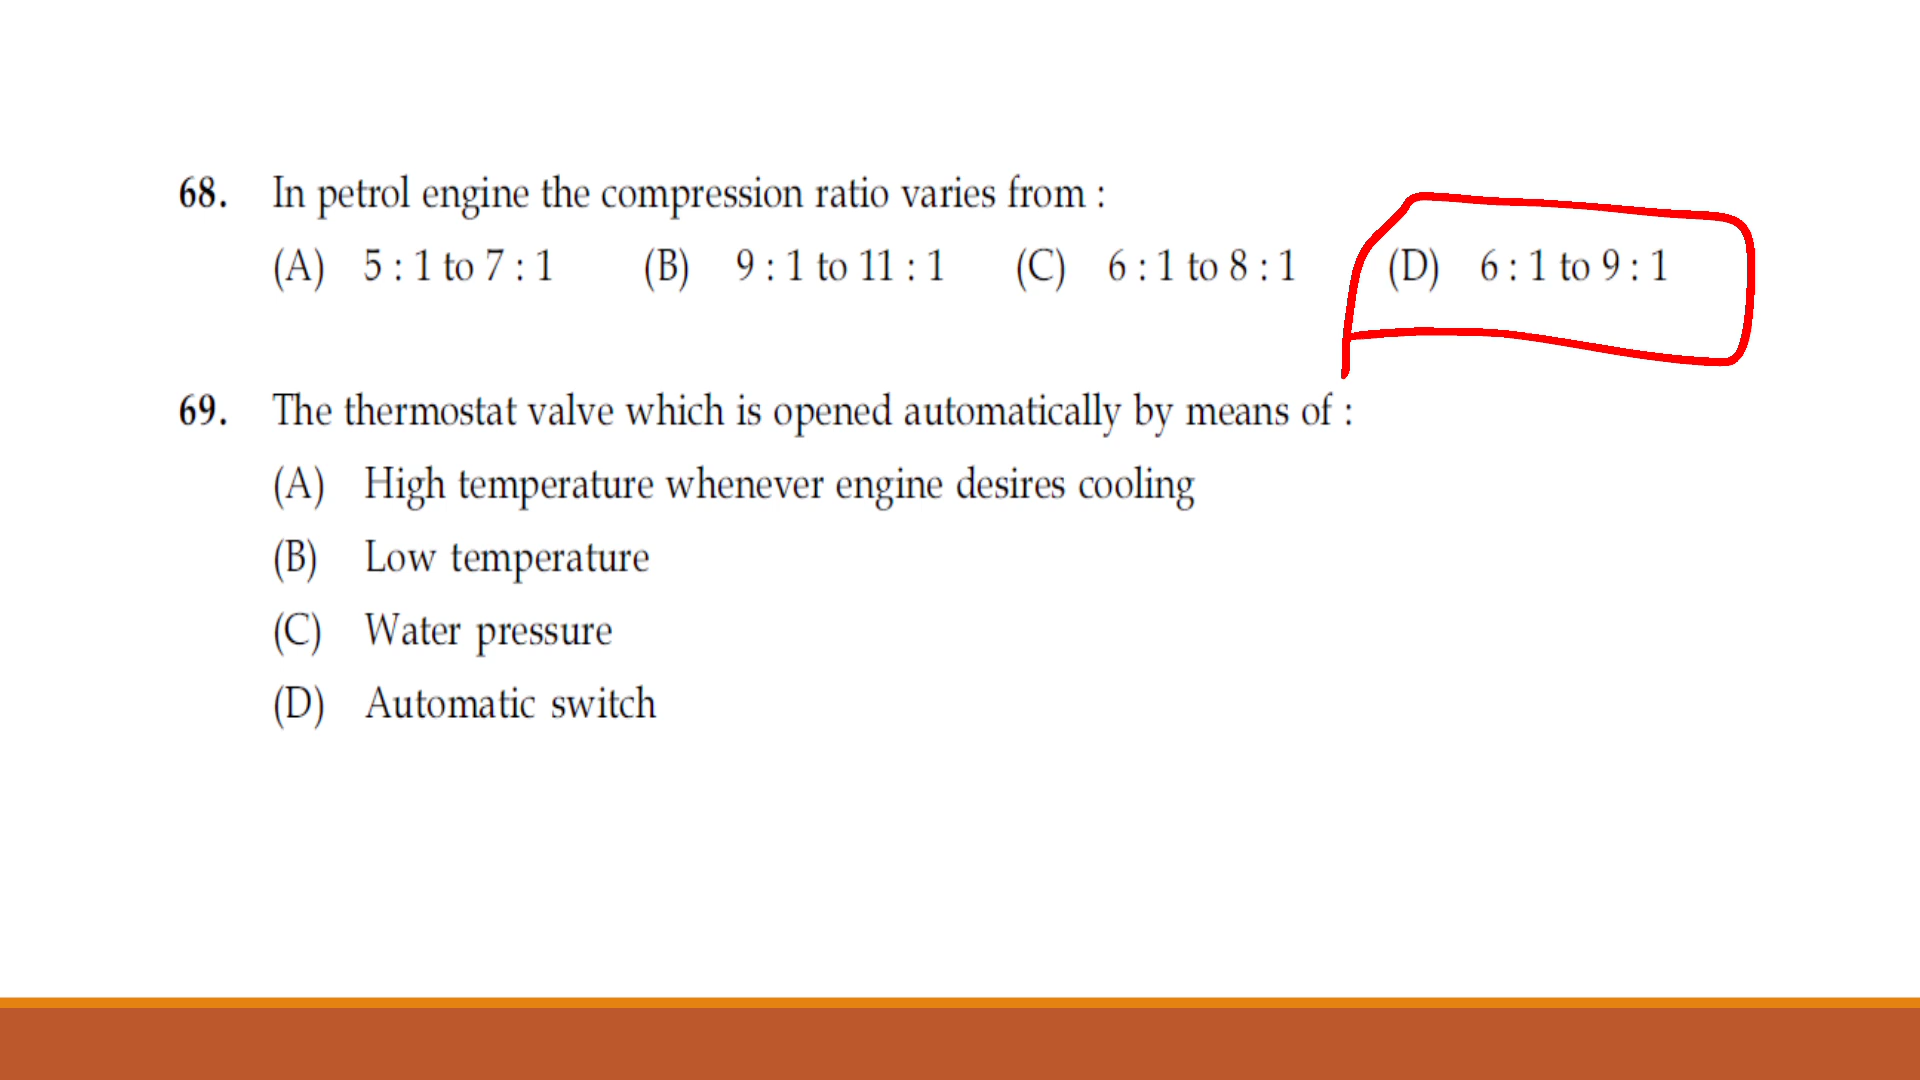 68. In petrol engine the compression ratio varies from :
(A) 5 : 1 to 7 : 1 (B) 9 : 1 to 11 : 1 (C) 6 : 1 to 8 : 1 (D) 6 : 1 to 9 : 1
69. The thermostat valve which is opened automatically by means of :
(A) High temperature whenever engine desires cooling
(B) Low temperature
(C) Water pressure
(D) Automatic switch